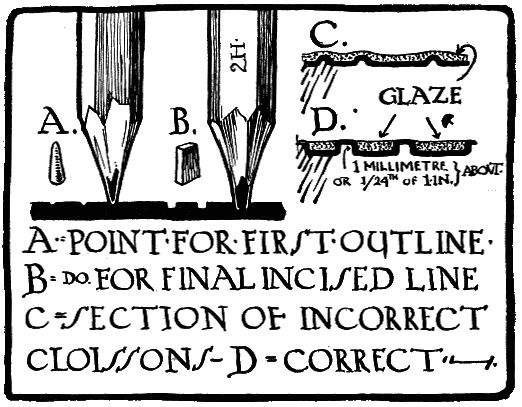 A.
B.
2H.
C.
GLAZE
D.
1 MILLIMETRE
OR 1/24TH OF 1.IN. } ABOUT.
A = POINT·FOR·FIRST·OUTLINE·
B = DO. FOR FINAL INCISED LINE
C = SECTION OF INCORRECT
CLOISSONS - D = CORRECT